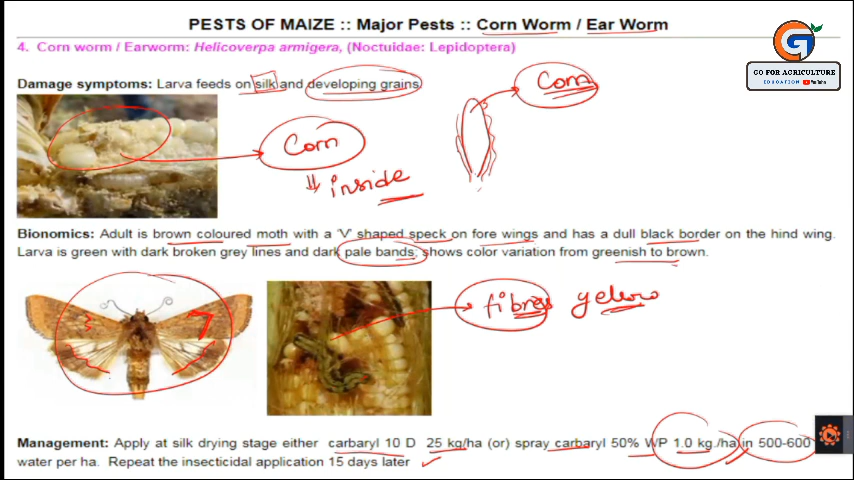 PESTS OF MAIZE :: Major Pests :: Corn Worm / Ear Worm
4. Corn worm / Earworm: Helicoverpa armigera, (Noctuidae: Lepidoptera)
GO FOR AGRICULTURE
EDUCATION YouTube
Damage symptoms: Larva feeds on silk and developing grains
Corn
Corn
inside
Bionomics: Adult is brown coloured moth with a 'V' shaped speck on fore wings and has a dull black border on the hind wing.
Larva is green with dark broken grey lines and dark pale bands; shows color variation from greenish to brown.
fibres yellow
Management: Apply at silk drying stage either carbaryl 10 D 25 kg/ha (or) spray carbaryl 50% WP 1.0 kg./ha in 500-600
water per ha. Repeat the insecticidal application 15 days later